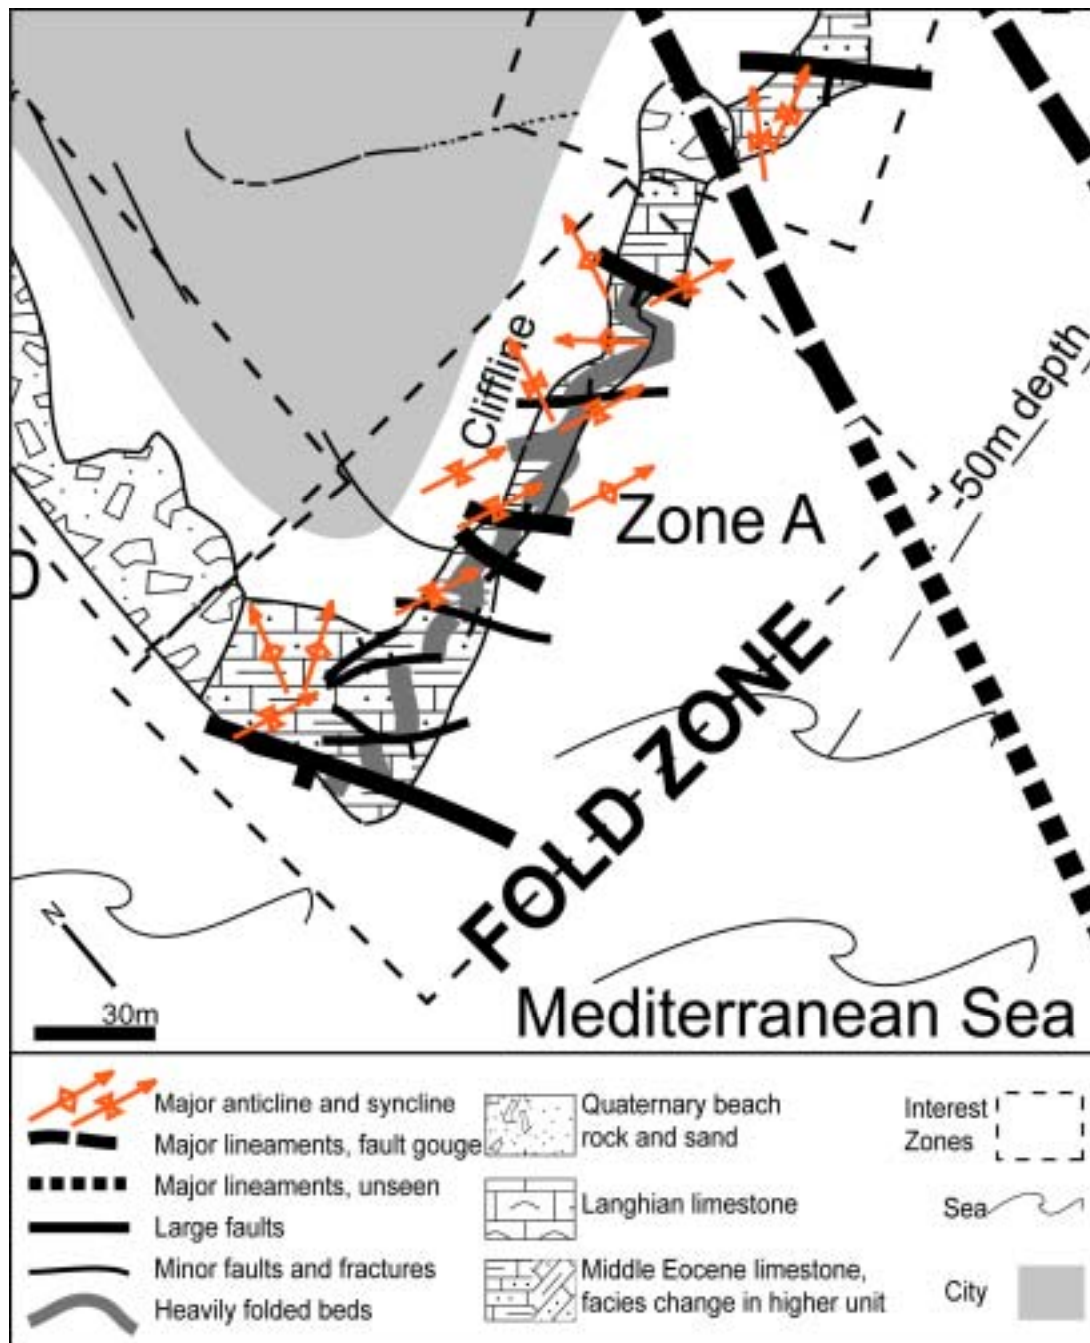 Cliffline
-50m depth
Zone A
D
FOLD ZONE
N
30m
Mediterranean Sea
Major anticline and syncline
Major lineaments, fault gouge
Major lineaments, unseen
Large faults
Minor faults and fractures
Heavily folded beds
Quaternary beach
rock and sand
Langhian limestone
Middle Eocene limestone,
facies change in higher unit
Interest
Zones
Sea
City